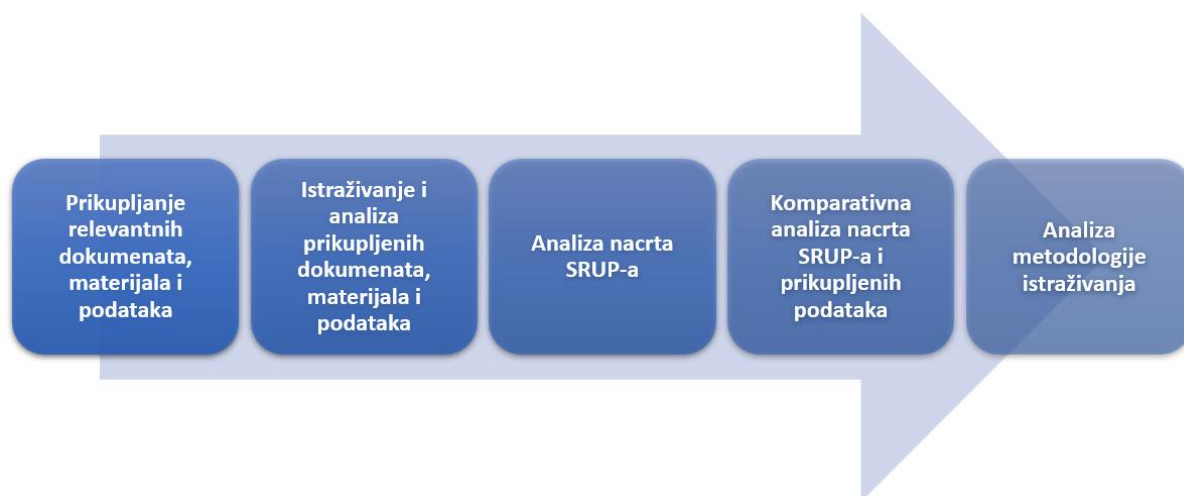 Prikupljanje
relevantnih
dokumenata,
materijala i
podataka
Istraživanje i
analiza
prikupljenih
dokumenata,
materijala i
podataka
Analiza nacrta
SRUP-a
Komparativna
analiza nacrta
SRUP-a i
prikupljenih
podataka
Analiza
metodologije
istraživanja